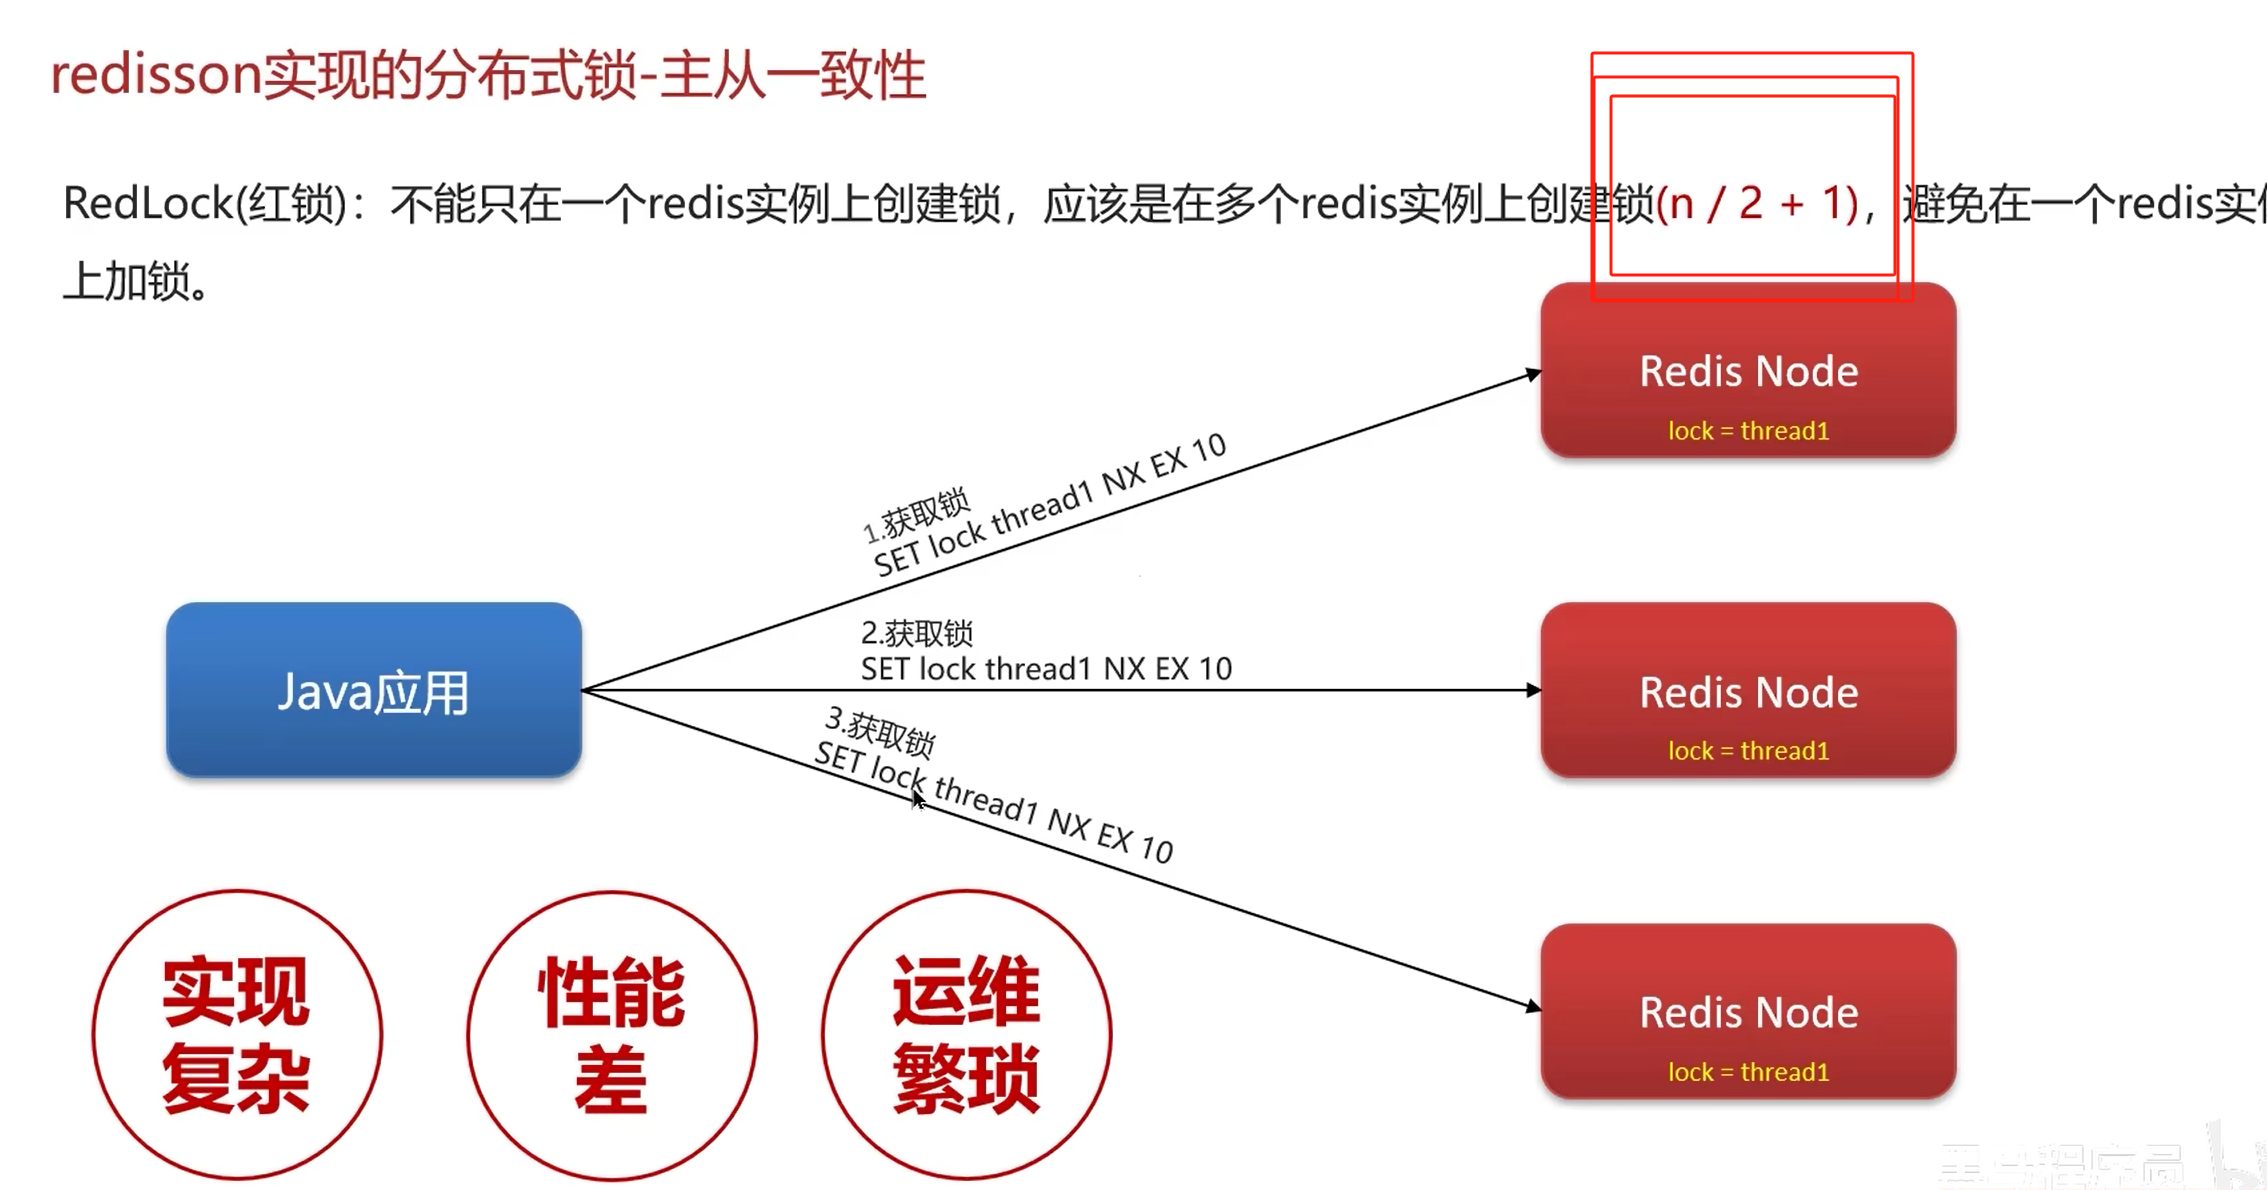 redisson实现的分布式锁-主从一致性
RedLock(红锁)：不能只在一个redis实例上创建锁，应该是在多个redis实例上创建锁(n / 2 + 1)，避免在一个redis实
上加锁。
Redis Node
lock = thread1
1.获取锁
SET lock thread1 NX EX 10
Java应用
2.获取锁
SET lock thread1 NX EX 10
Redis Node
lock = thread1
3.获取锁
SET lock thread1 NX EX 10
Redis Node
lock = thread1
实现
复杂
性能
差
运维
繁琐
黑马程序员